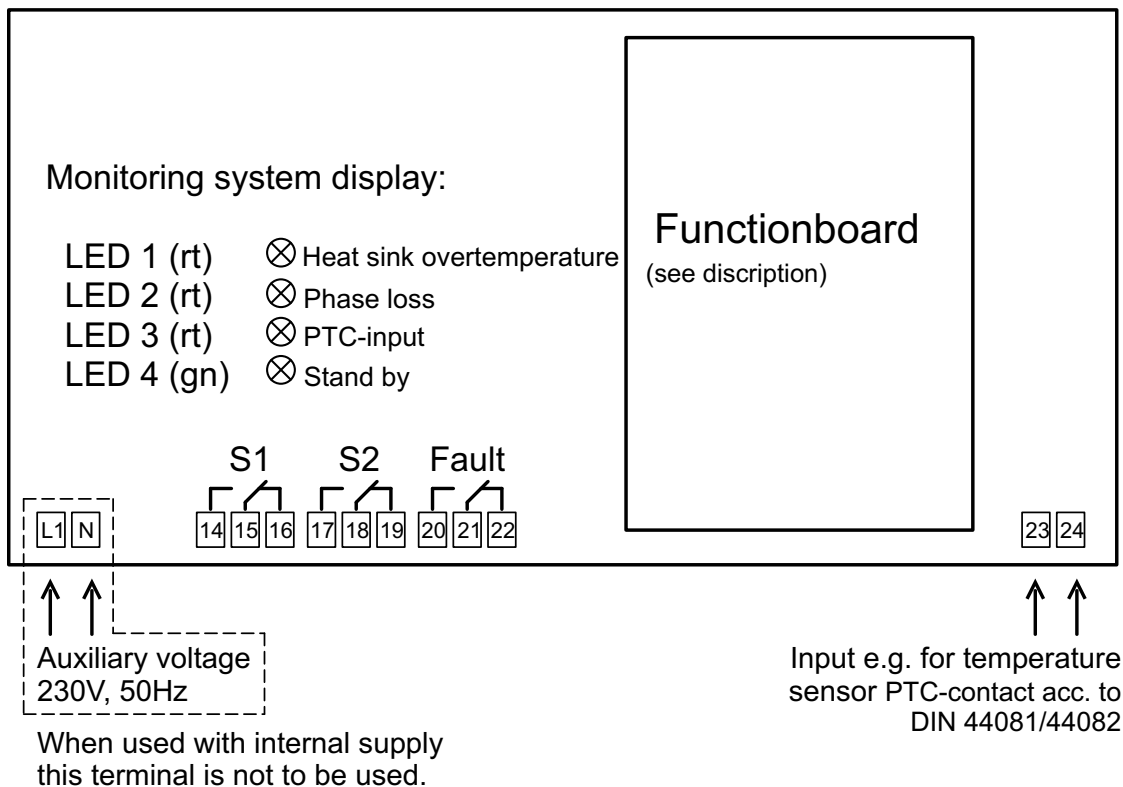 Monitoring system display:
LED 1 (rt) Heat sink overtemperature
LED 2 (rt) Phase loss
LED 3 (rt) PTC-input
LED 4 (gn) Stand by
Functionboard
(see discription)
S1 S2 Fault
L1 N 14 15 16 17 18 19 20 21 22 23 24
Auxiliary voltage
230V, 50Hz
When used with internal supply
this terminal is not to be used.
Input e.g. for temperature
sensor PTC-contact acc. to
DIN 44081/44082